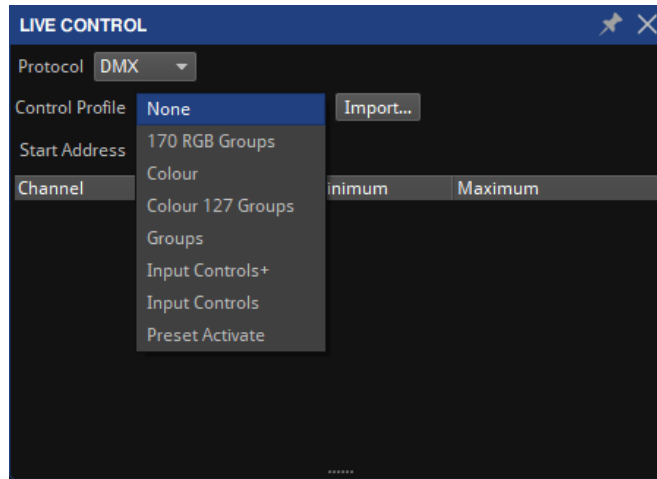 LIVE CONTROL
Protocol DMX
Control Profile None Import...
170 RGB Groups
Start Address
Colour
Channel inimum Maximum
Colour 127 Groups
Groups
Input Controls+
Input Controls
Preset Activate